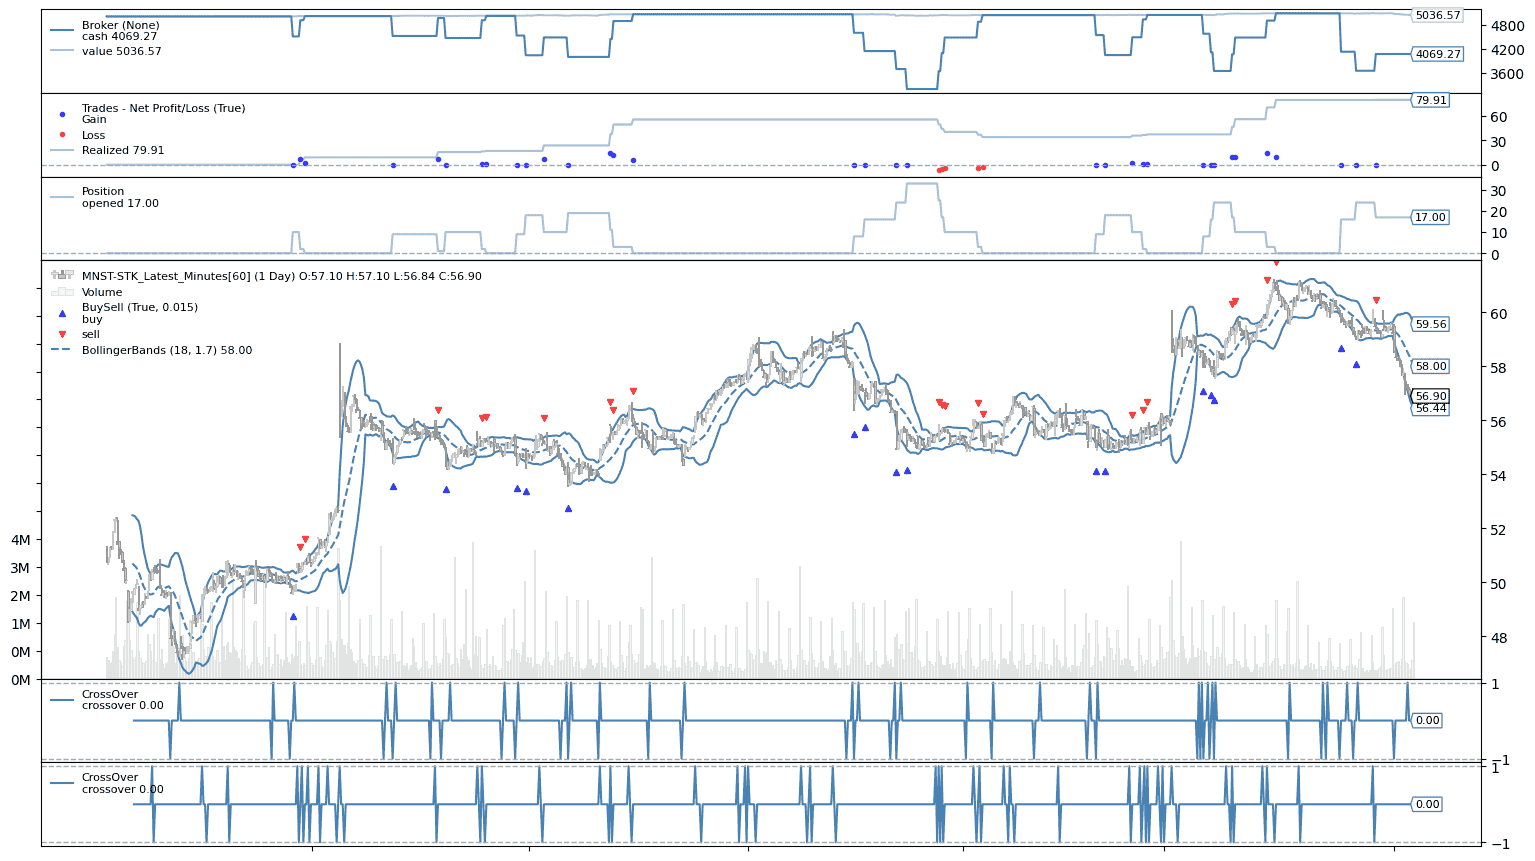 Broker (None)
cash 4069.27
value 5036.57
5036.57
4800
4200
4069.27
3600
Trades - Net Profit/Loss (True)
Gain
Loss
Realized 79.91
79.91
60
30
0
Position
opened 17.00
30
20
17.00
10
0
MNST-STK_Latest_Minutes[60] (1 Day) O:57.10 H:57.10 L:56.84 C:56.90
Volume
BuySell (True, 0.015)
buy
sell
BollingerBands (18, 1.7) 58.00
60
59.56
58.00
58
56.90
56.44
56
54
52
50
48
4M
3M
2M
1M
0M
0M
CrossOver
crossover 0.00
1
0.00
−1
CrossOver
crossover 0.00
1
0.00
−1